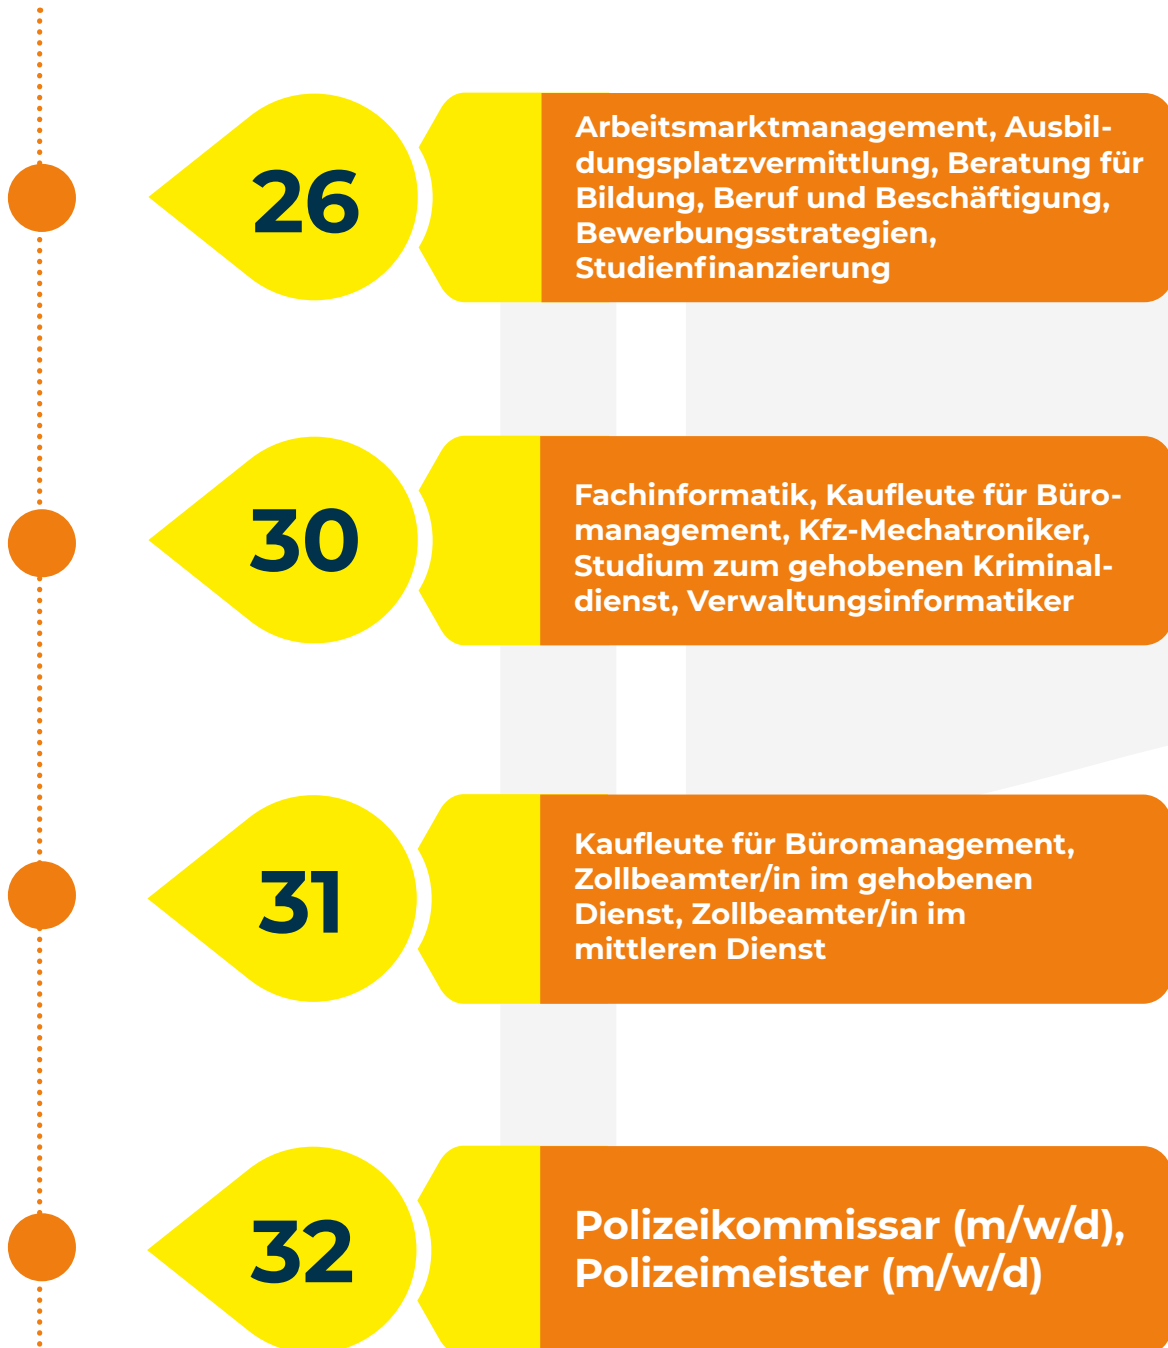 26
Arbeitsmarktmanagement, Ausbil-
dungsplatzvermittlung, Beratung für
Bildung, Beruf und Beschäftigung,
Bewerbungsstrategien,
Studienfinanzierung
30
Fachinformatik, Kaufleute für Büro-
management, Kfz-Mechatroniker,
Studium zum gehobenen Kriminal-
dienst, Verwaltungsinformatiker
31
Kaufleute für Büromanagement,
Zollbeamter/in im gehobenen
Dienst, Zollbeamter/in im
mittleren Dienst
32
Polizeikommissar (m/w/d),
Polizeimeister (m/w/d)